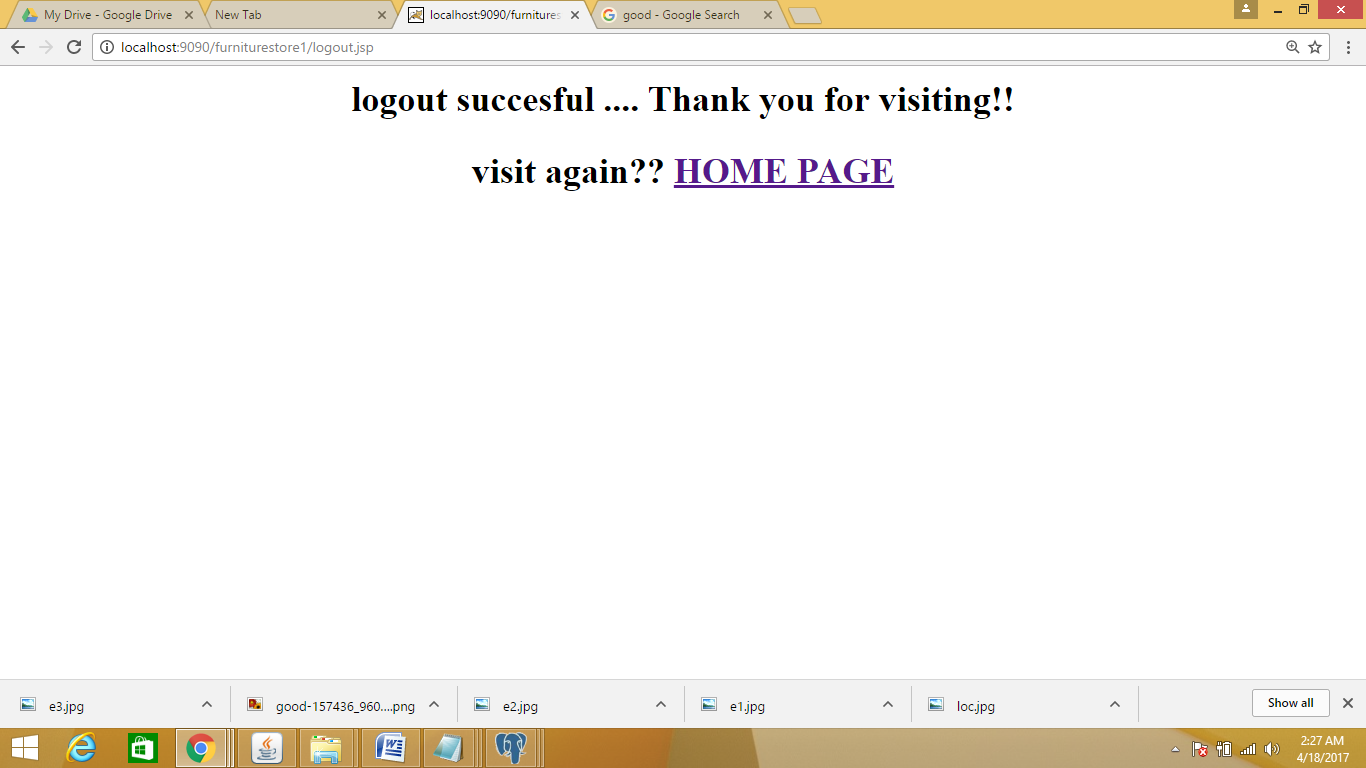 My Drive - Google Drive
New Tab
localhost:9090/furnitures
good - Google Search
localhost:9090/furniturestore1/logout.jsp
logout succesful .... Thank you for visiting!!
visit again?? HOME PAGE
e3.jpg
good-157436_960....png
e2.jpg
e1.jpg
loc.jpg
Show all
2:27 AM
4/18/2017